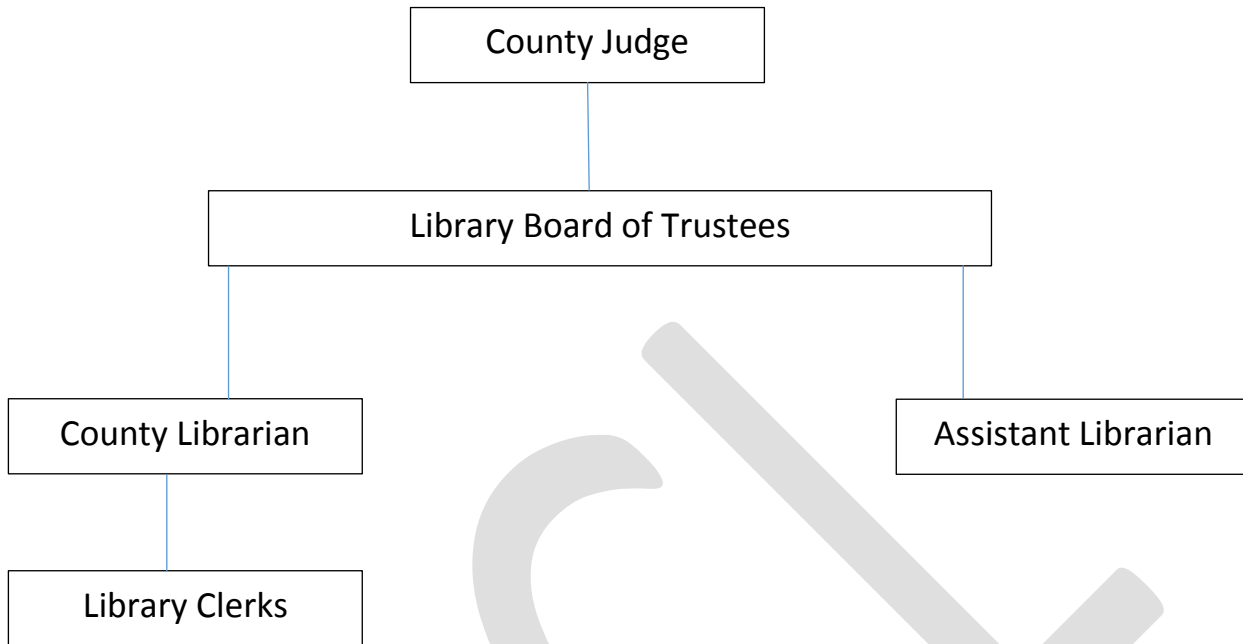 County Judge
Library Board of Trustees
County Librarian
Assistant Librarian
Library Clerks